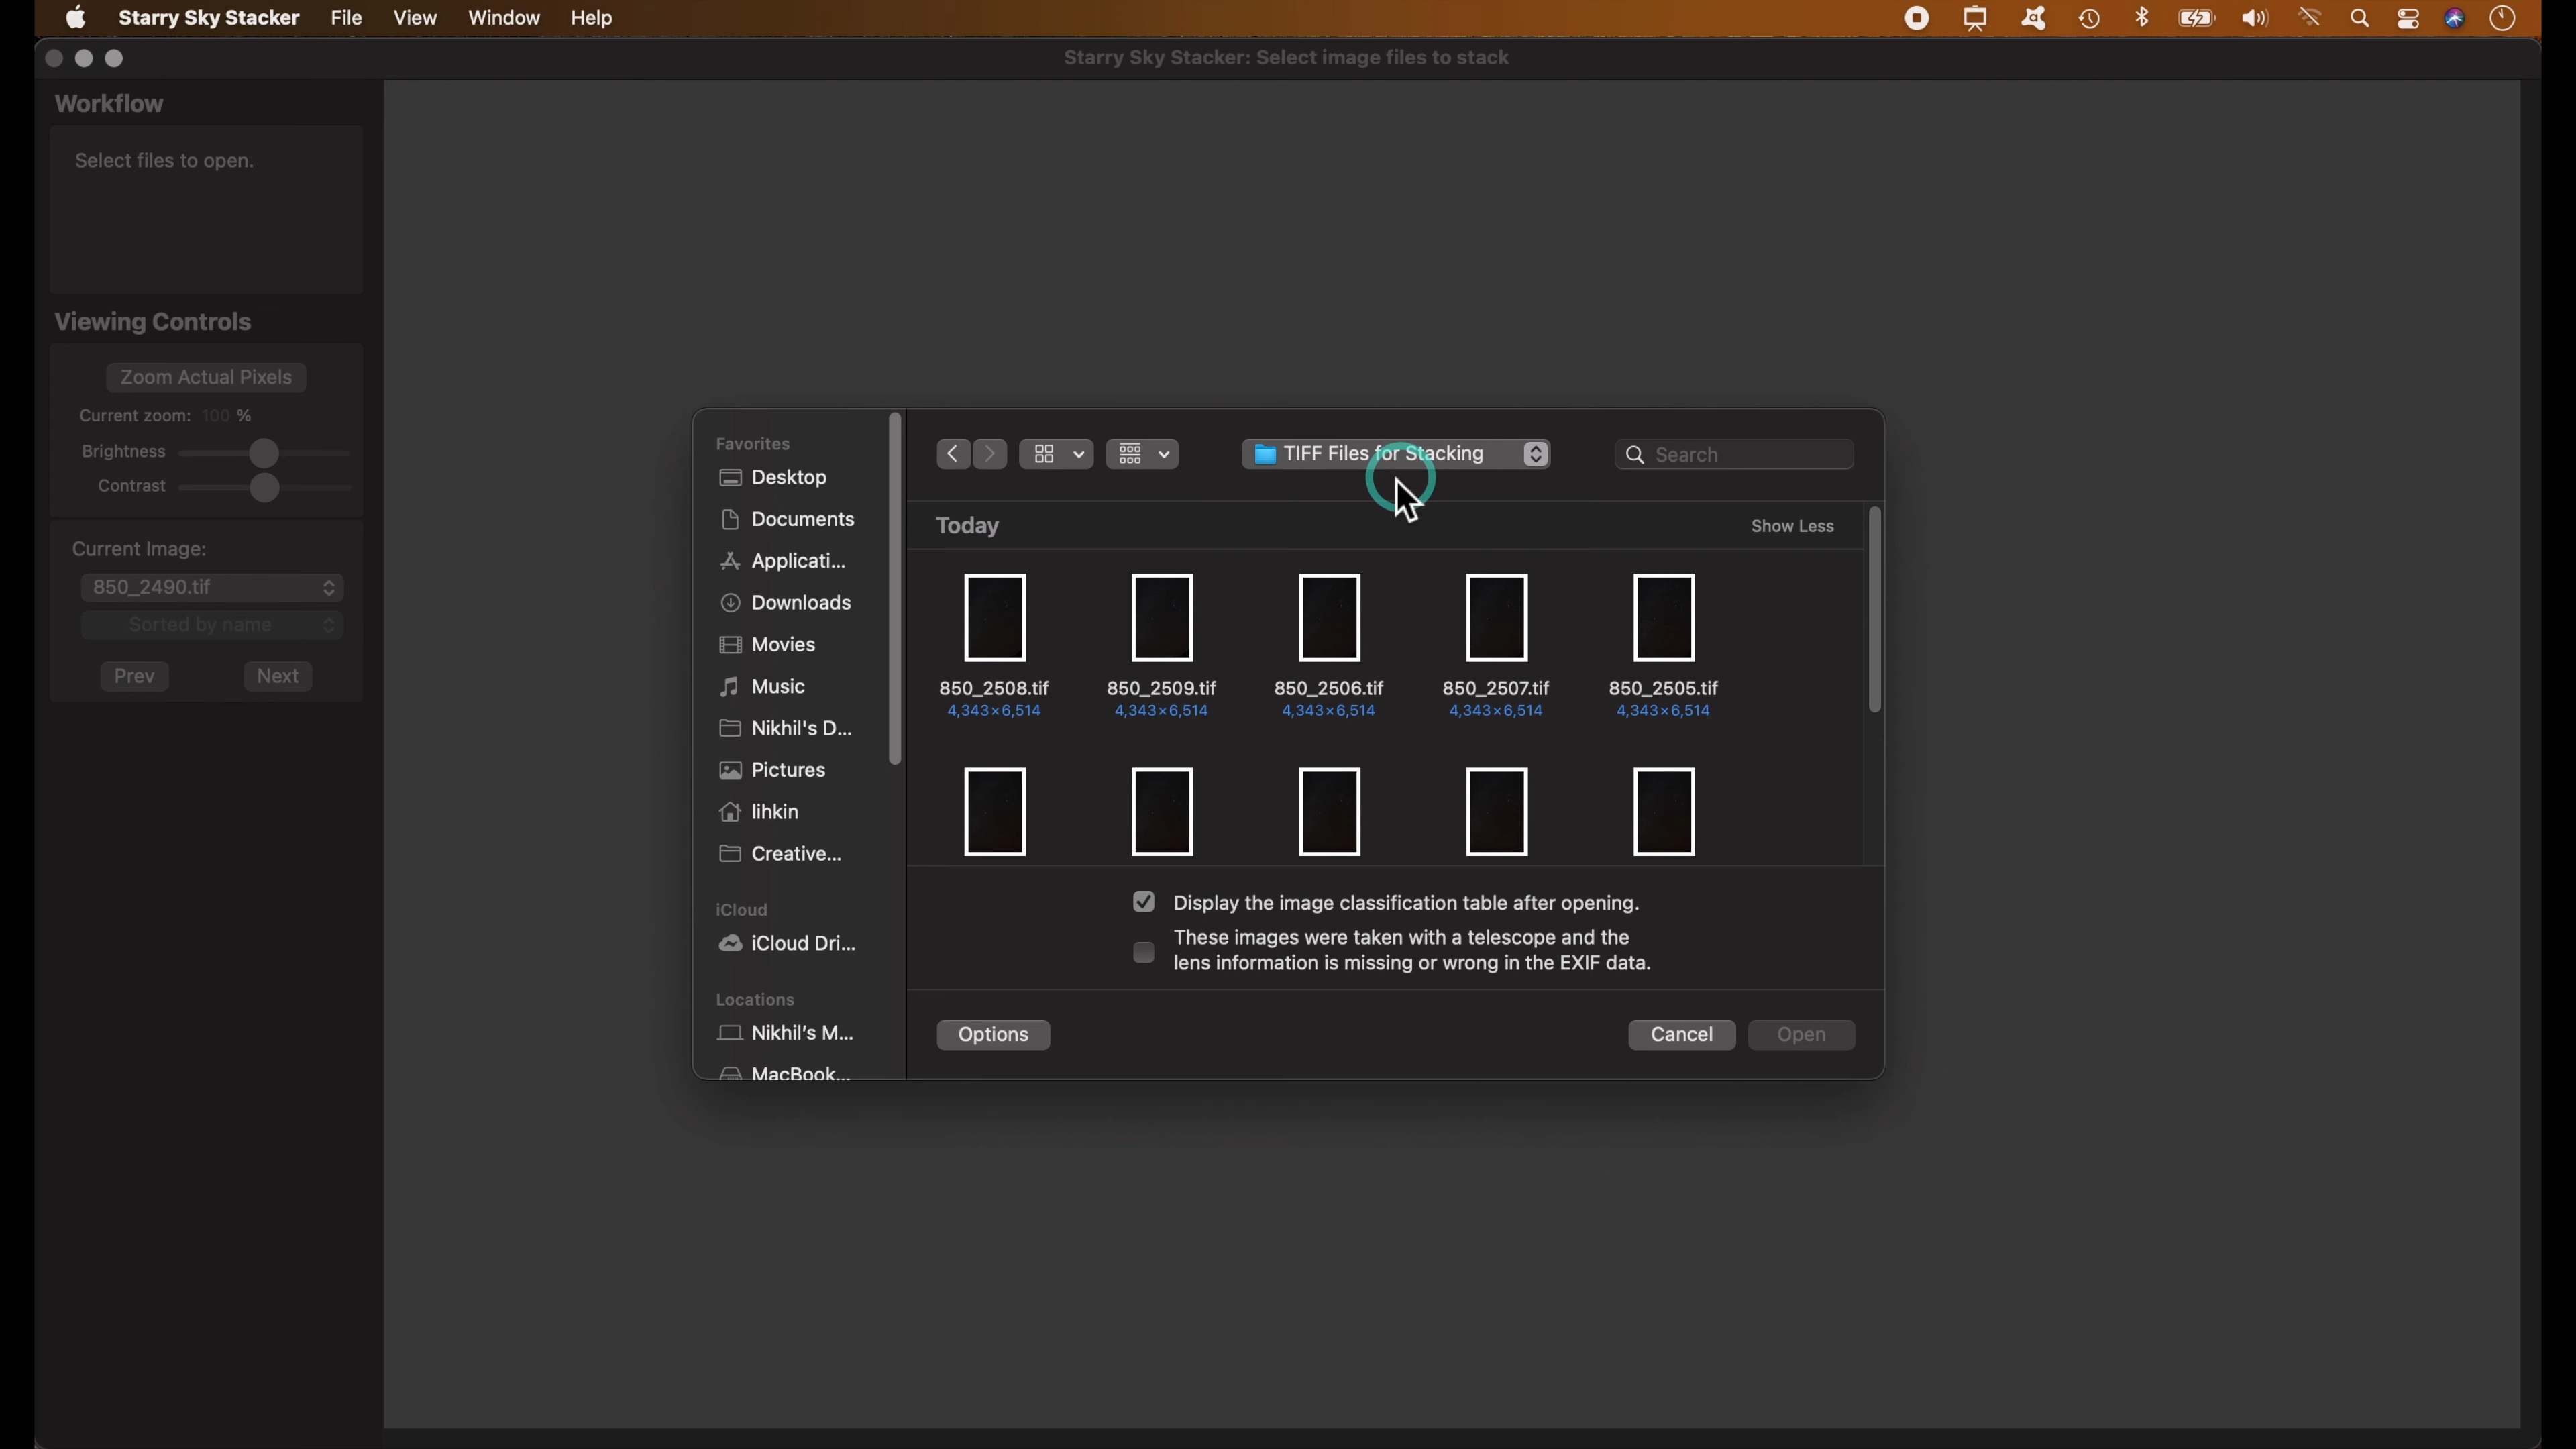 Starry Sky Stacker File View Window Help
Starry Sky Stacker: Select image files to stack
Workflow
Select files to open.
Viewing Controls
Zoom Actual Pixels
Current zoom: 100 %
Brightness
Contrast
Current Image:
850_2490.tif
Sorted by name
Prev Next
Favorites
Desktop
Documents
Applicati...
Downloads
Movies
Music
Nikhil's D...
Pictures
lihkin
Creative...
iCloud
iCloud Dri...
Locations
Nikhil's M...
MacBook...
TIFF Files for Stacking
Search
Today Show Less
850_2508.tif 850_2509.tif 850_2506.tif 850_2507.tif 850_2505.tif
4,343×6,514 4,343×6,514 4,343×6,514 4,343×6,514 4,343×6,514
Display the image classification table after opening.
These images were taken with a telescope and the
lens information is missing or wrong in the EXIF data.
Options Cancel Open